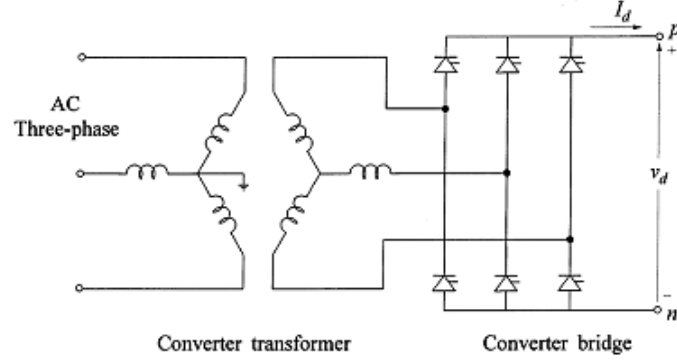 I_d
p
+
AC
Three-phase
v_d
–
n
Converter transformer
Converter bridge